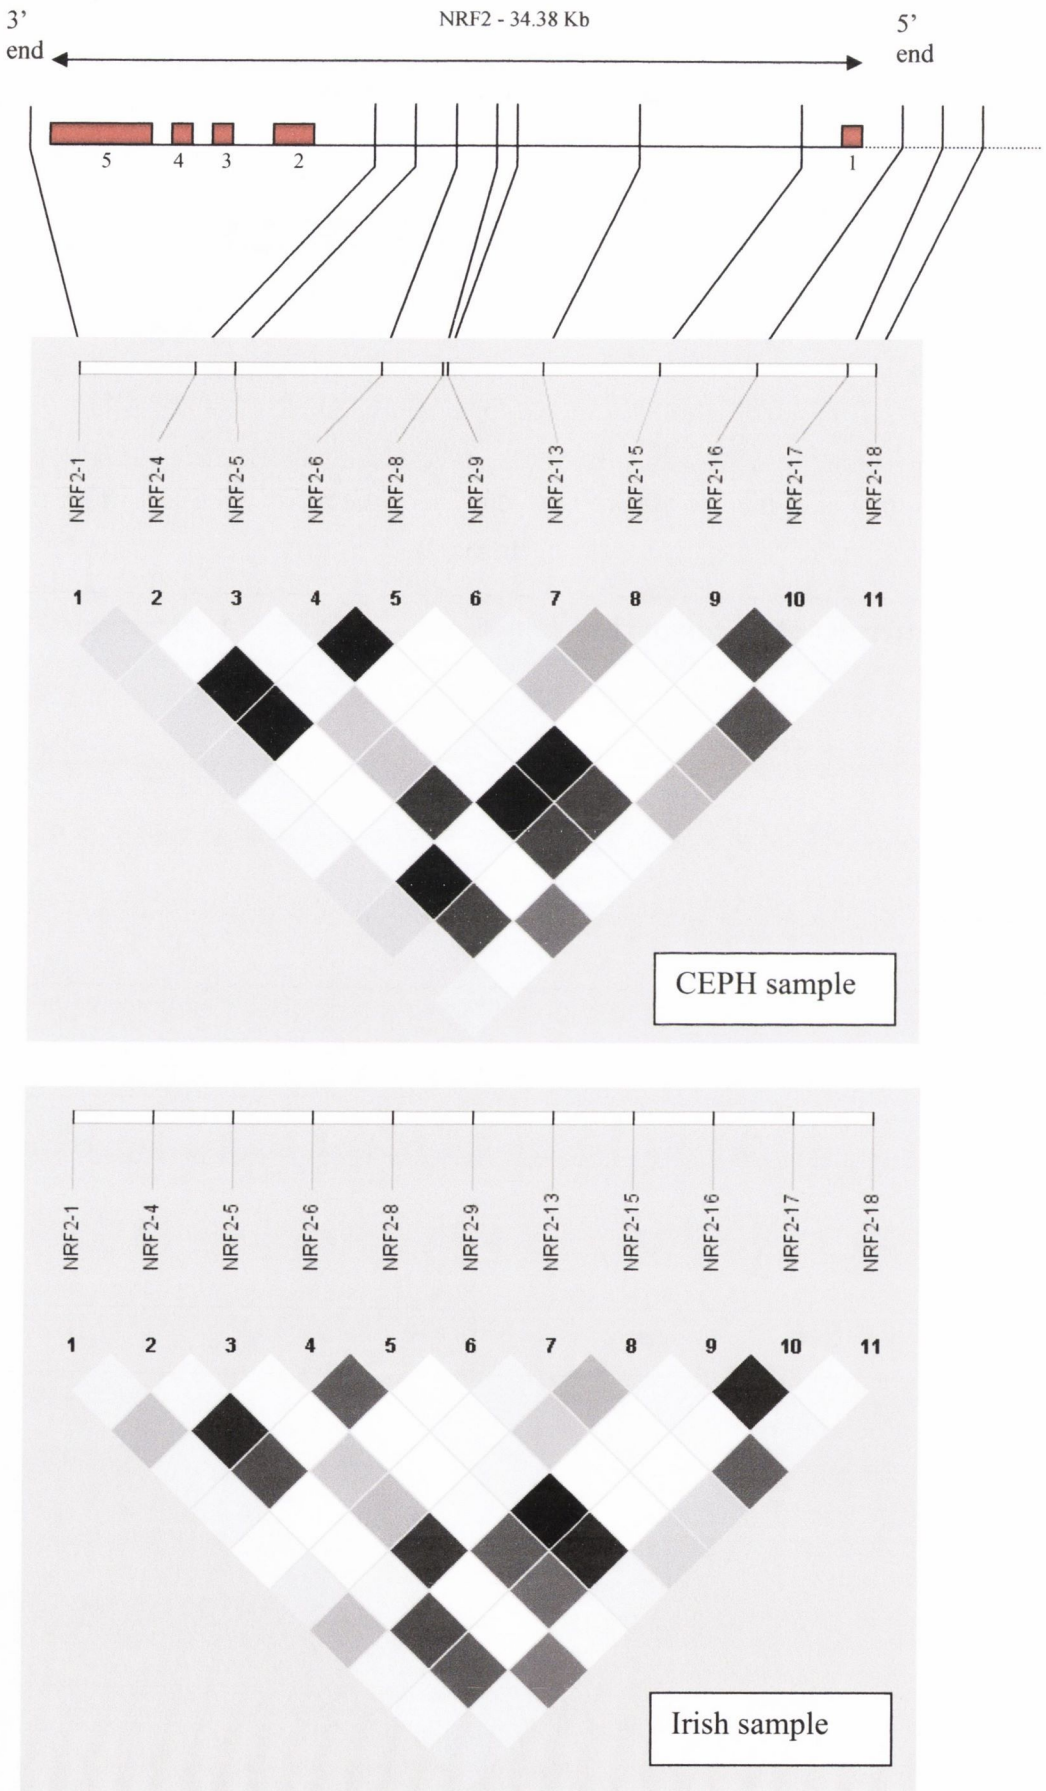 3’ end
NRF2 - 34.38 Kb
5’ end
5 4 3 2 1
NRF2-1 NRF2-4 NRF2-5 NRF2-6 NRF2-8 NRF2-9 NRF2-13 NRF2-15 NRF2-16 NRF2-17 NRF2-18
1 2 3 4 5 6 7 8 9 10 11
CEPH sample
NRF2-1 NRF2-4 NRF2-5 NRF2-6 NRF2-8 NRF2-9 NRF2-13 NRF2-15 NRF2-16 NRF2-17 NRF2-18
1 2 3 4 5 6 7 8 9 10 11
Irish sample